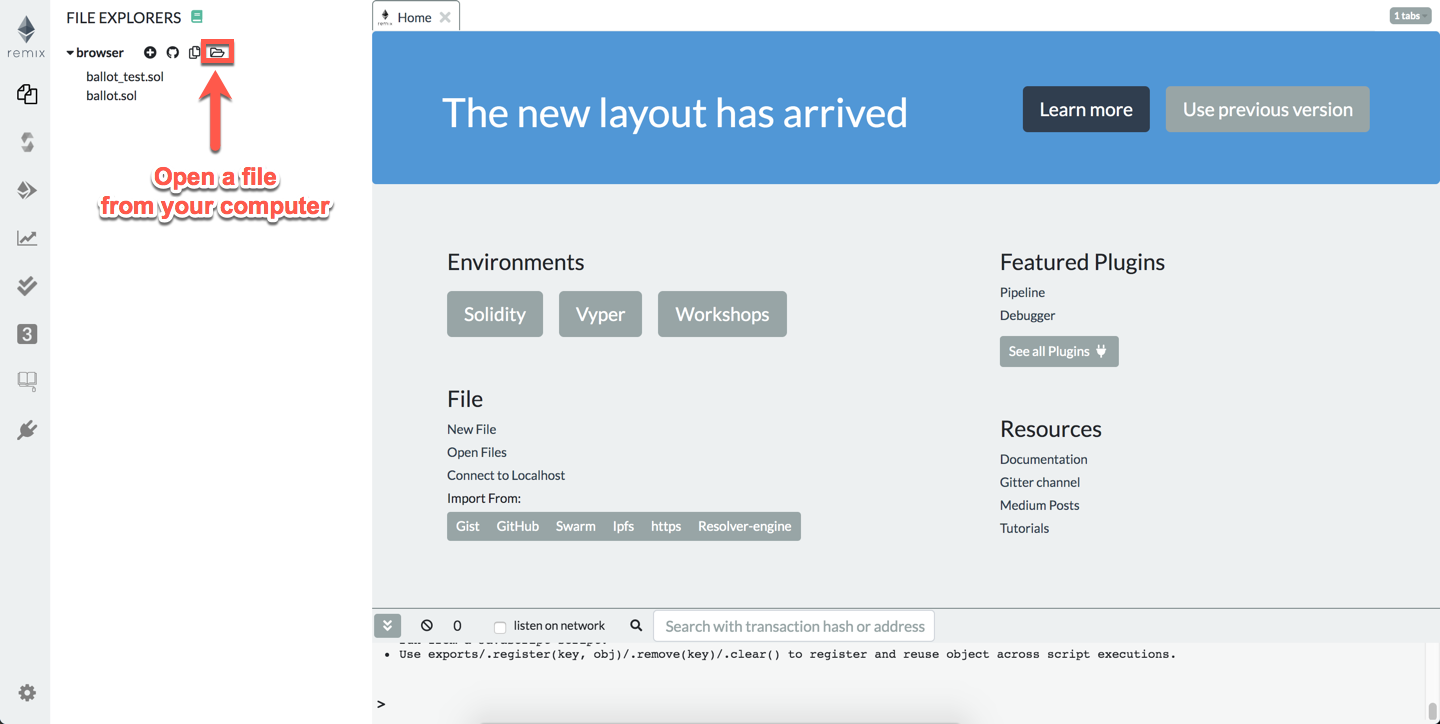 remix
FILE EXPLORERS
browser
ballot_test.sol
ballot.sol
Open a file
from your computer
3
remix
Home
1 tabs
The new layout has arrived
Learn more
Use previous version
Environments
Solidity
Vyper
Workshops
File
New File
Open Files
Connect to Localhost
Import From:
Gist GitHub Swarm Ipfs https Resolver-engine
Featured Plugins
Pipeline
Debugger
See all Plugins
Resources
Documentation
Gitter channel
Medium Posts
Tutorials
0
listen on network
Search with transaction hash or address
• Use exports/.register(key, obj)/.remove(key)/.clear() to register and reuse object across script executions.
>